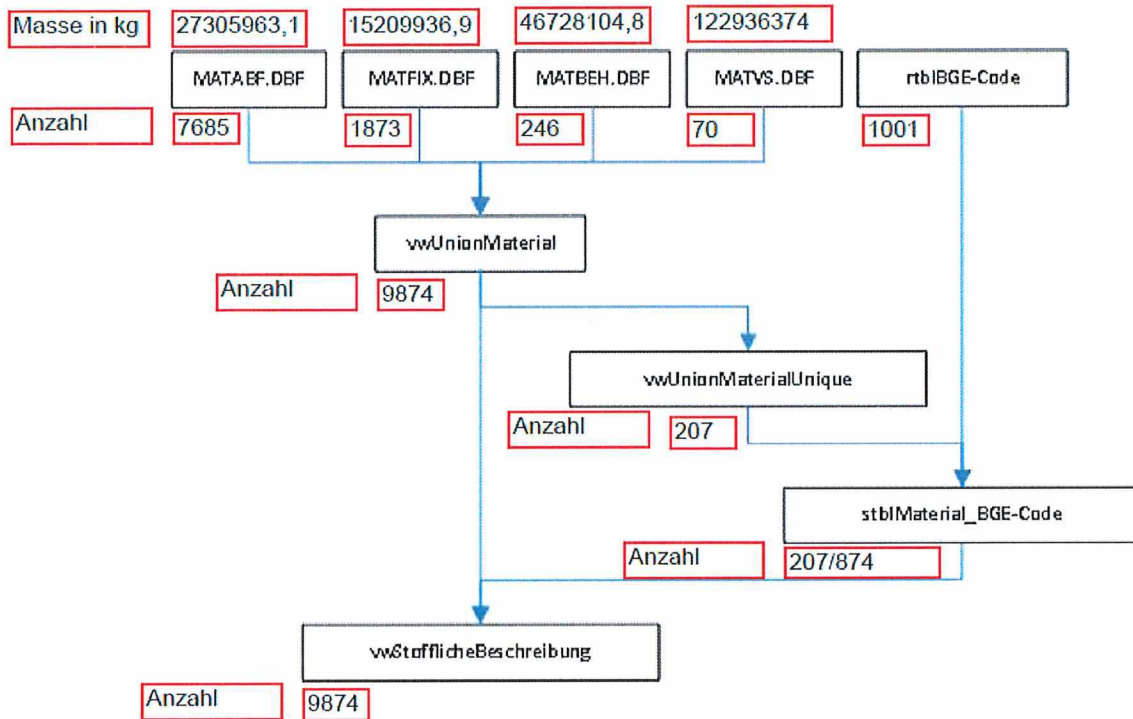 Masse in kg 27305963,1 15209936,9 46728104,8 122936374
MATABF.DBF MATFIX.DBF MATBEH.DBF MATVS.DBF rtblBGE-Code
Anzahl 7685 1873 246 70 1001
vwUnionMaterial
Anzahl 9874
vwUnionMaterialUnique
Anzahl 207
stblMaterial_BGE-Code
Anzahl 207/874
vwStofflicheBeschreibung
Anzahl 9874